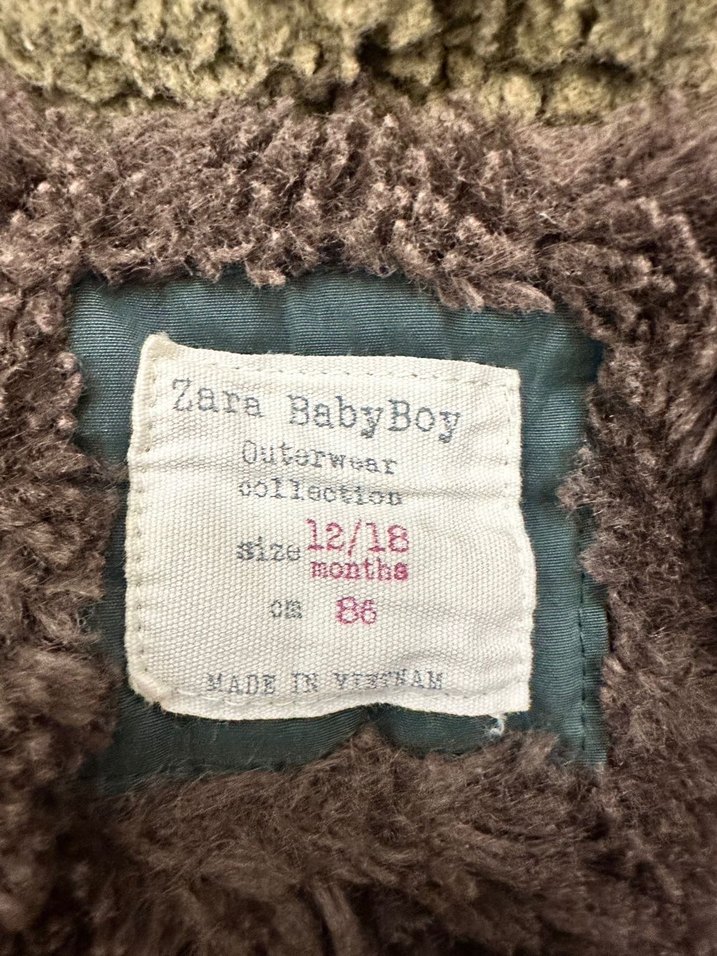 Zara BabyBoy
Outerwear
collection
size 12/18
months
cm 86
MADE IN VIETNAM